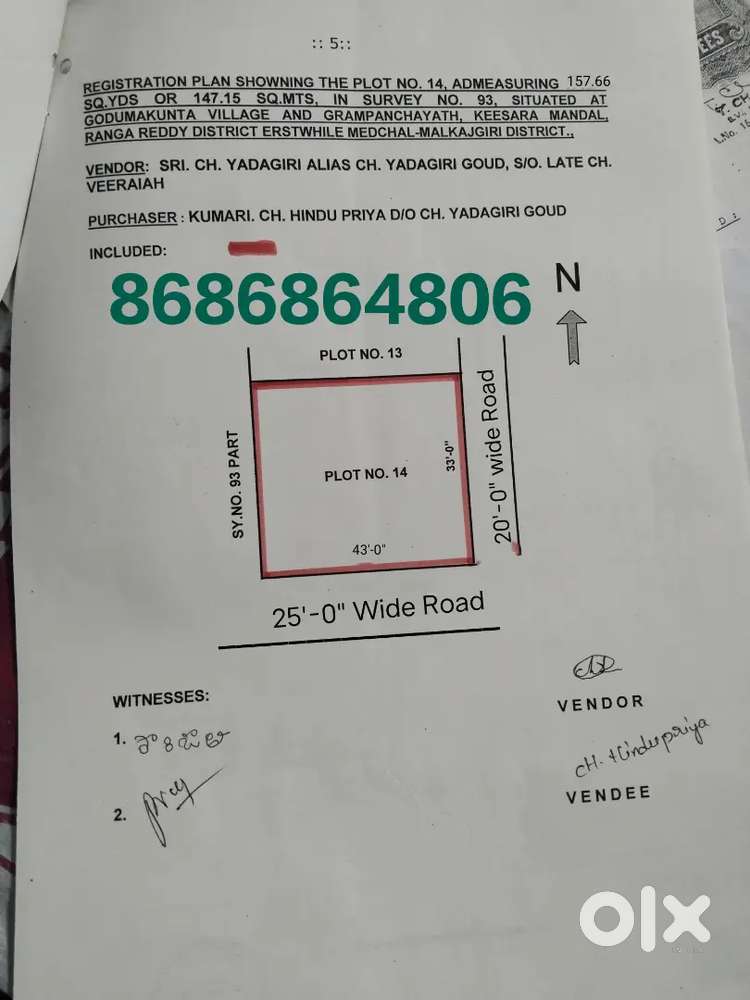 :: 5::
REGISTRATION PLAN SHOWNING THE PLOT NO. 14, ADMEASURING 157.66
SQ.YDS OR 147.15 SQ.MTS, IN SURVEY NO. 93, SITUATED AT
GODUMAKUNTA VILLAGE AND GRAMPANCHAYATH, KEESARA MANDAL,
RANGA REDDY DISTRICT ERSTWHILE MEDCHAL-MALKAJGIRI DISTRICT.,
VENDOR: SRI. CH. YADAGIRI ALIAS CH. YADAGIRI GOUD, S/O. LATE CH.
VEERAIAH
PURCHASER : KUMARI. CH. HINDU PRIYA D/O CH. YADAGIRI GOUD
INCLUDED:
8686864806
N
PLOT NO. 13
SY.NO. 93 PART
PLOT NO. 14
33'-0"
20'-0" wide Road
43'-0"
25'-0" Wide Road
WITNESSES:
1.
2.
VENDOR
CH. Hindupriya
VENDEE
olx